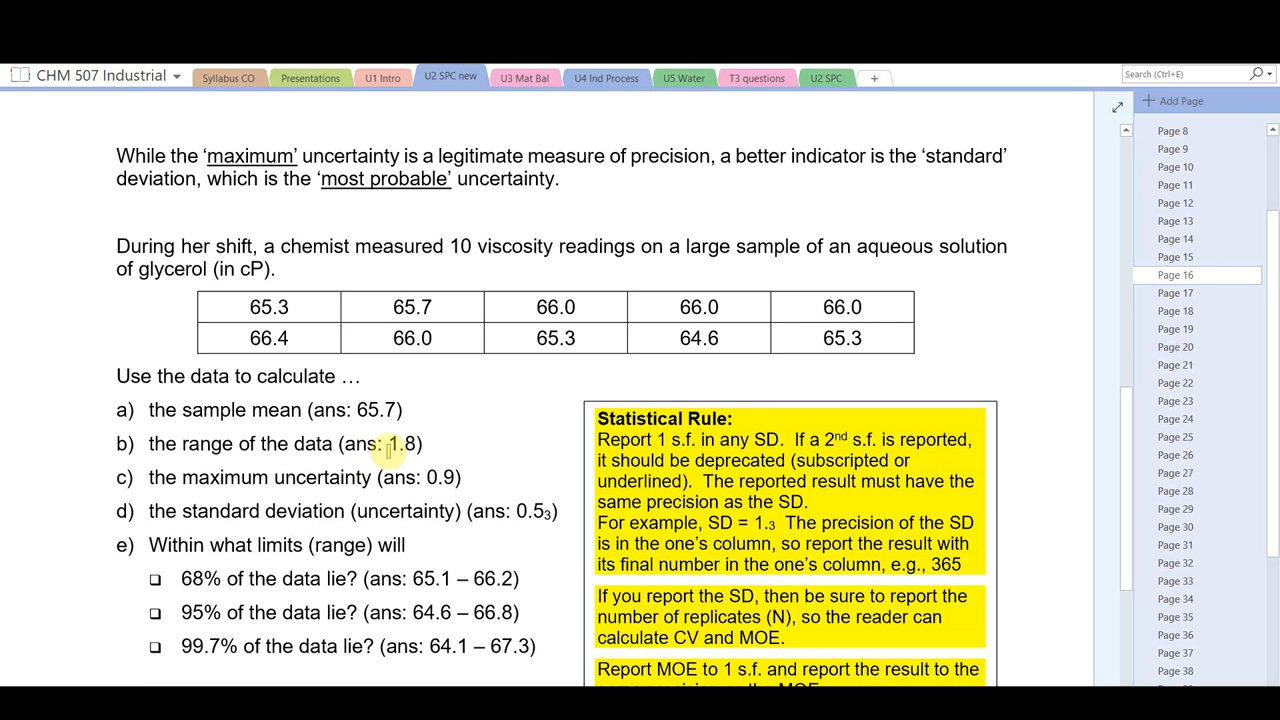 CHM 507 Industrial
Syllabus CO
Presentations
U1 Intro
U2 SPC new
U3 Mat Bal
U4 Ind Process
U5 Water
T3 questions
U2 SPC
Search (Ctrl+E)
While the ‘maximum’ uncertainty is a legitimate measure of precision, a better indicator is the ‘standard’
deviation, which is the ‘most probable’ uncertainty.
During her shift, a chemist measured 10 viscosity readings on a large sample of an aqueous solution
of glycerol (in cP).
65.3 65.7 66.0 66.0 66.0
66.4 66.0 65.3 64.6 65.3
Use the data to calculate …
a) the sample mean (ans: 65.7)
b) the range of the data (ans: 1.8)
c) the maximum uncertainty (ans: 0.9)
d) the standard deviation (uncertainty) (ans: 0.5₃)
e) Within what limits (range) will
❑ 68% of the data lie? (ans: 65.1 – 66.2)
❑ 95% of the data lie? (ans: 64.6 – 66.8)
❑ 99.7% of the data lie? (ans: 64.1 – 67.3)
Statistical Rule:
Report 1 s.f. in any SD. If a 2nd s.f. is reported,
it should be deprecated (subscripted or
underlined). The reported result must have the
same precision as the SD.
For example, SD = 1.₃ The precision of the SD
is in the one’s column, so report the result with
its final number in the one’s column, e.g., 365
If you report the SD, then be sure to report the
number of replicates (N), so the reader can
calculate CV and MOE.
Report MOE to 1 s.f. and report the result to the
Add Page
Page 8
Page 9
Page 10
Page 11
Page 12
Page 13
Page 14
Page 15
Page 16
Page 17
Page 18
Page 19
Page 20
Page 21
Page 22
Page 23
Page 24
Page 25
Page 26
Page 27
Page 28
Page 29
Page 30
Page 31
Page 32
Page 33
Page 34
Page 35
Page 36
Page 37
Page 38